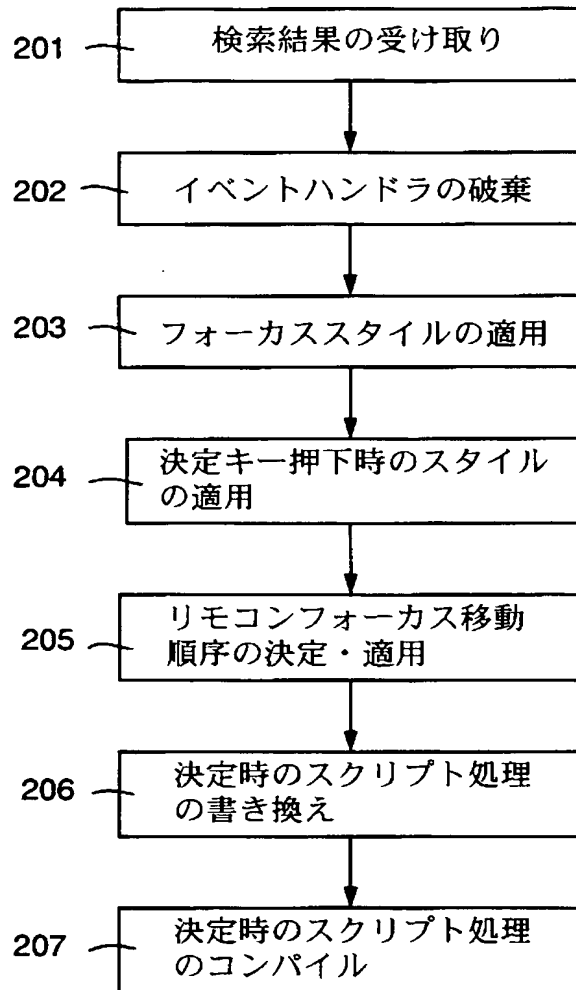 201
検索結果の受け取り
202
イベントハンドラの破棄
203
フォーカススタイルの適用
204
決定キー押下時のスタイル
の適用
205
リモコンフォーカス移動
順序の決定・適用
206
決定時のスクリプト処理
の書き換え
207
決定時のスクリプト処理
のコンパイル